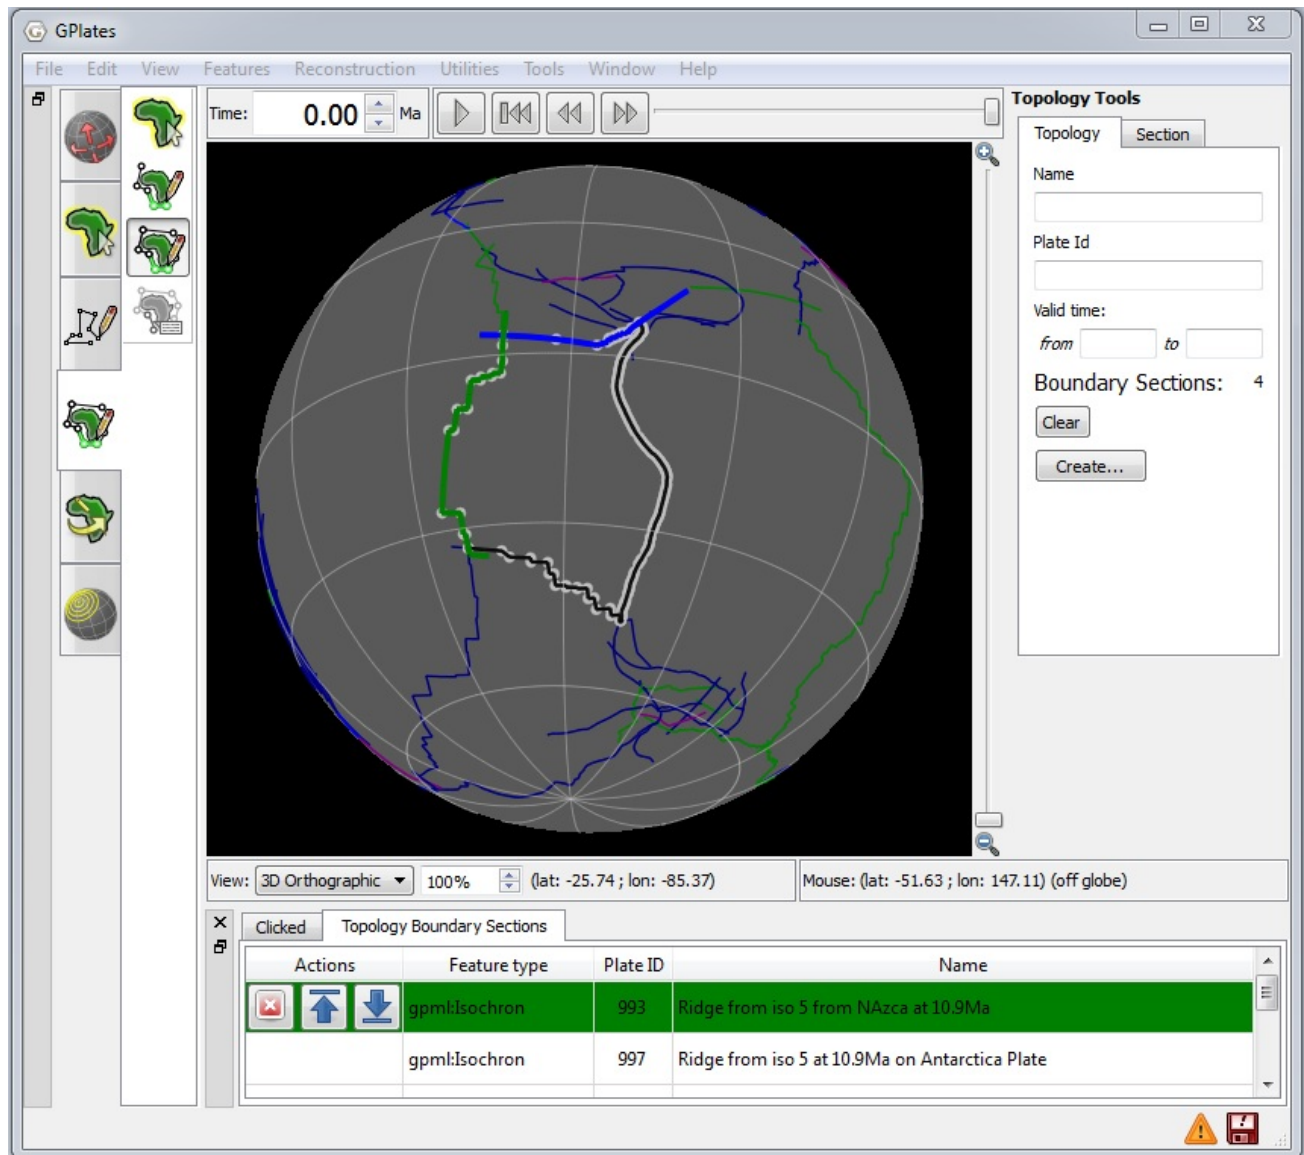 GPlates
File Edit View Features Reconstruction Utilities Tools Window Help
Time: 0.00 Ma
Topology Tools
Topology Section
Name
Plate Id
Valid time:
from to
Boundary Sections: 4
Clear
Create...
View: 3D Orthographic 100% (lat: -25.74 ; lon: -85.37) Mouse: (lat: -51.63 ; lon: 147.11) (off globe)
Clicked Topology Boundary Sections
Actions Feature type Plate ID Name
gpml:Isochron 993 Ridge from iso 5 from NAzca at 10.9Ma
gpml:Isochron 997 Ridge from iso 5 at 10.9Ma on Antarctica Plate